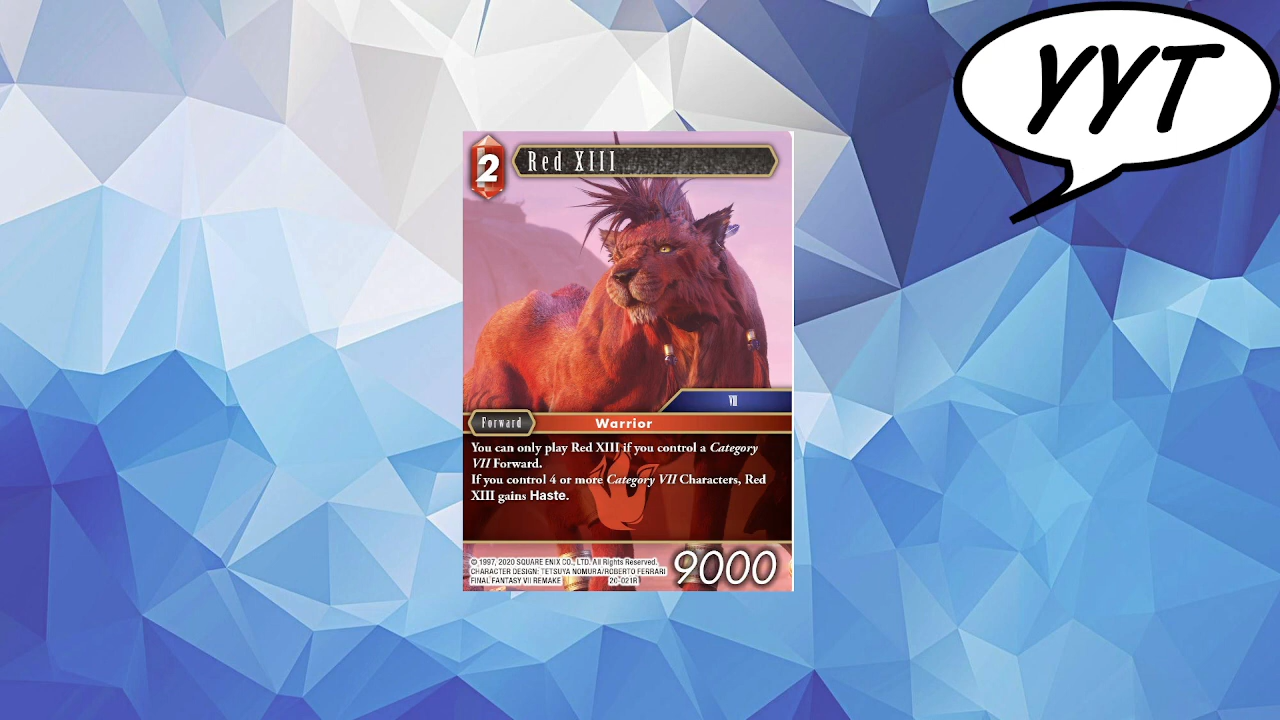 YYT
2
Red XIII
VII
Forward
Warrior
You can only play Red XIII if you control a Category
VII Forward.
If you control 4 or more Category VII Characters, Red
XIII gains Haste.
© 1997, 2020 SQUARE ENIX CO., LTD. All Rights Reserved.
CHARACTER DESIGN: TETSUYA NOMURA/ROBERTO FERRARI
FINAL FANTASY VII REMAKE 2C-021R
9000